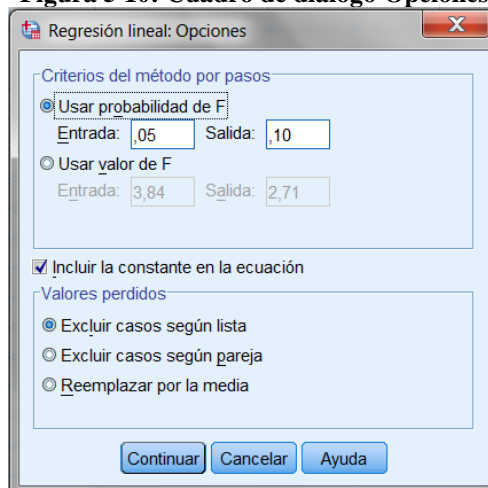 Figura 5 10: Cuadro de diálogo Opciones
Regresión lineal: Opciones
X
Criterios del método por pasos
Usar probabilidad de F
Entrada: ,05 Salida: ,10
Usar valor de F
Entrada: 3,84 Salida: 2,71
Incluir la constante en la ecuación
Valores perdidos
Excluir casos según lista
Excluir casos según pareja
Reemplazar por la media
Continuar Cancelar Ayuda